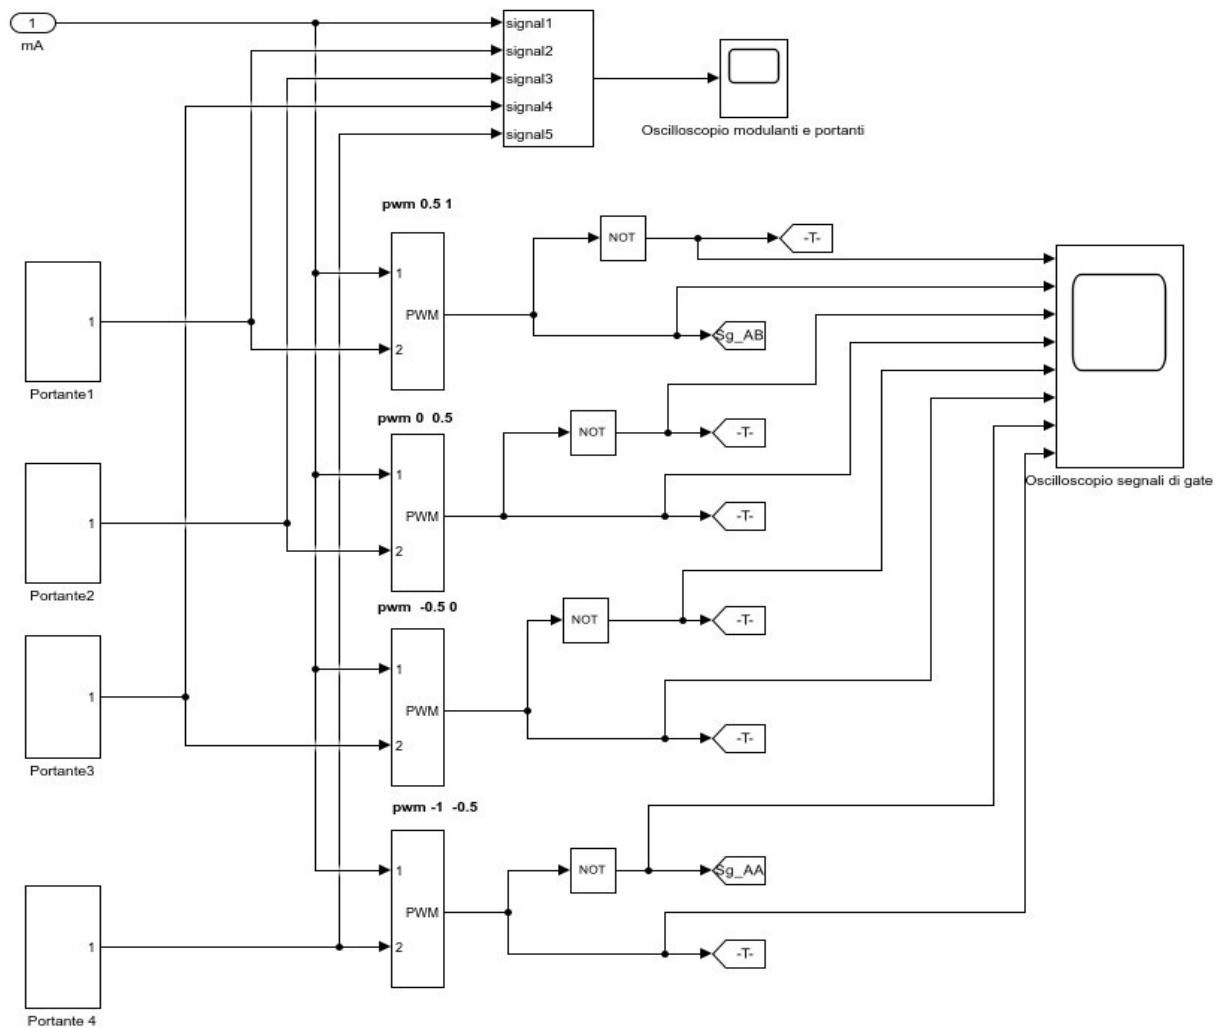 1
mA
signal1
signal2
signal3
signal4
signal5
Oscilloscopio modulanti e portanti
pwm 0.5 1
NOT
-T-
1
PWM
2
Sg_AB
1
Portante1
pwm 0  0.5
NOT
-T-
1
PWM
2
-T-
Oscilloscopio segnali di gate
1
Portante2
pwm  -0.5 0
NOT
-T-
1
PWM
2
-T-
1
Portante3
pwm -1  -0.5
NOT
Sg_AA
1
PWM
2
-T-
1
Portante 4